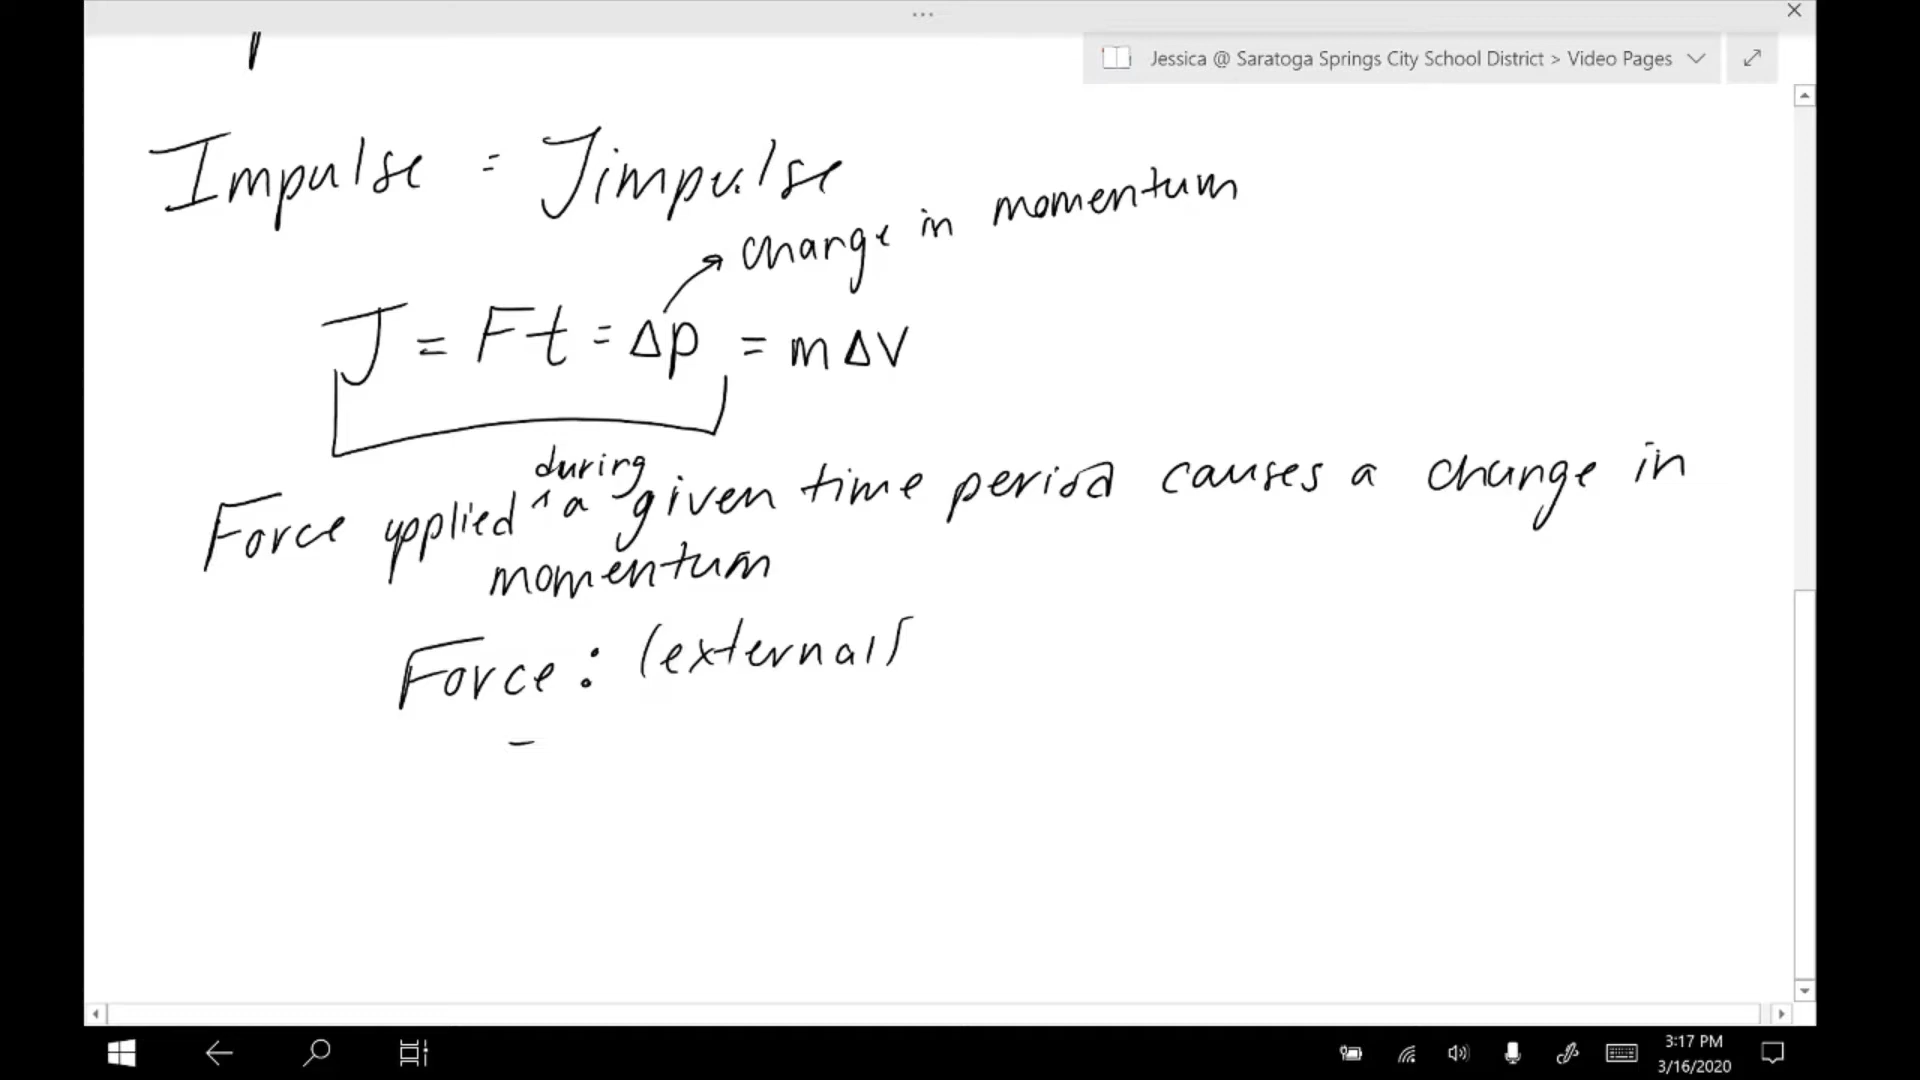 Jessica @ Saratoga Springs City School District > Video Pages
Impulse = Jimpulse
change in momentum
J = Ft = Δp = mΔv
during
Force applied ^ a given time period causes a change in
momentum
Force: (external)
-
3:17 PM
3/16/2020